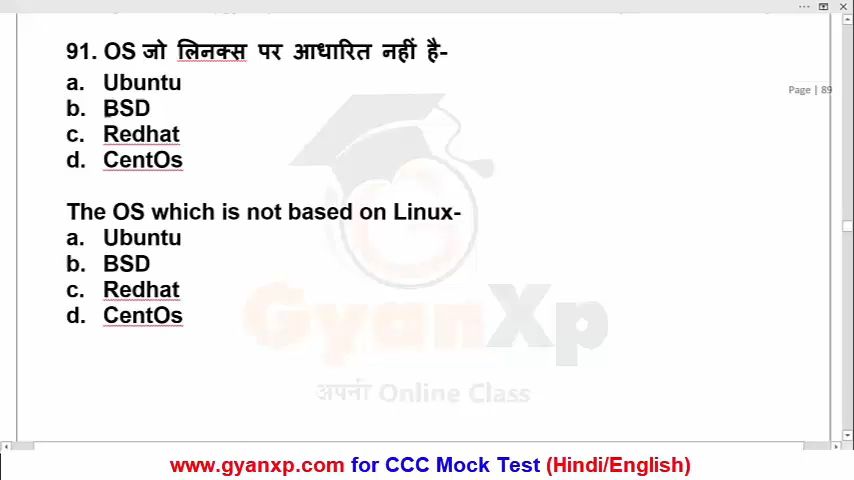 91. OS जो लिनक्स पर आधारित नहीं है-
a. Ubuntu
b. BSD
c. Redhat
d. CentOs
Page | 89
The OS which is not based on Linux-
a. Ubuntu
b. BSD
c. Redhat
d. CentOs
GyanXp
अपनी Online Class
www.gyanxp.com for CCC Mock Test (Hindi/English)